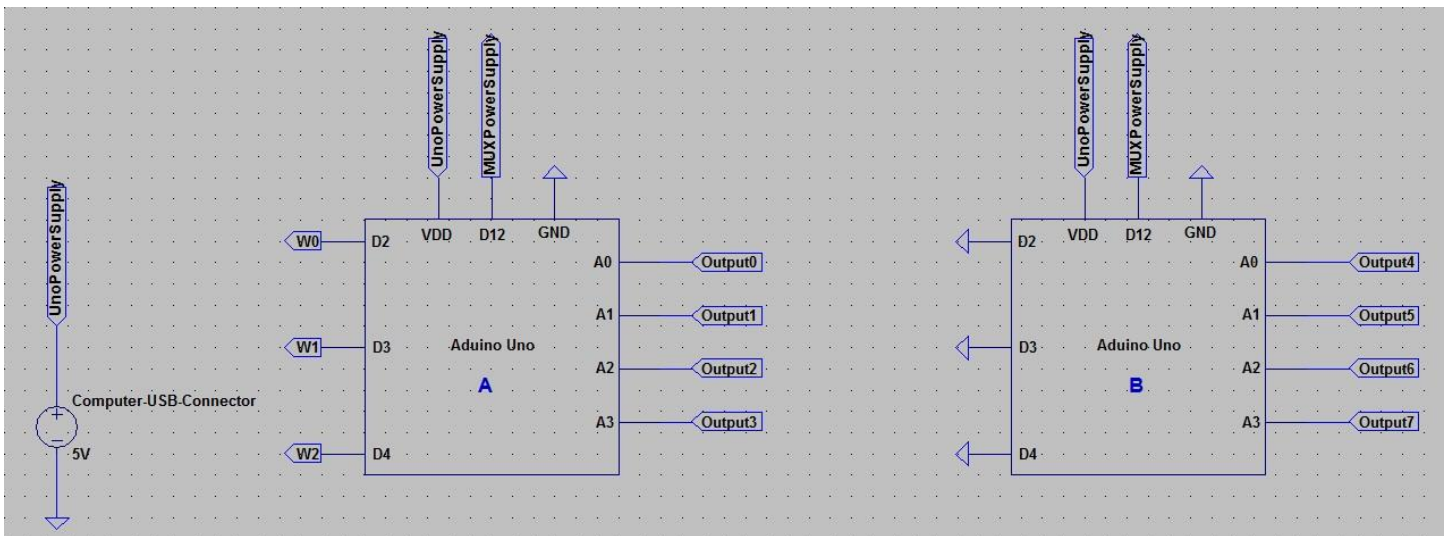 UnoPowerSupply
Computer-USB-Connector
5V
UnoPowerSupply
MUXPowerSupply
VDD D12 GND
W0 D2
W1 D3
W2 D4
Aduino Uno
A
A0 Output0
A1 Output1
A2 Output2
A3 Output3
UnoPowerSupply
MUXPowerSupply
VDD D12 GND
D2
D3
D4
Aduino Uno
B
A0 Output4
A1 Output5
A2 Output6
A3 Output7